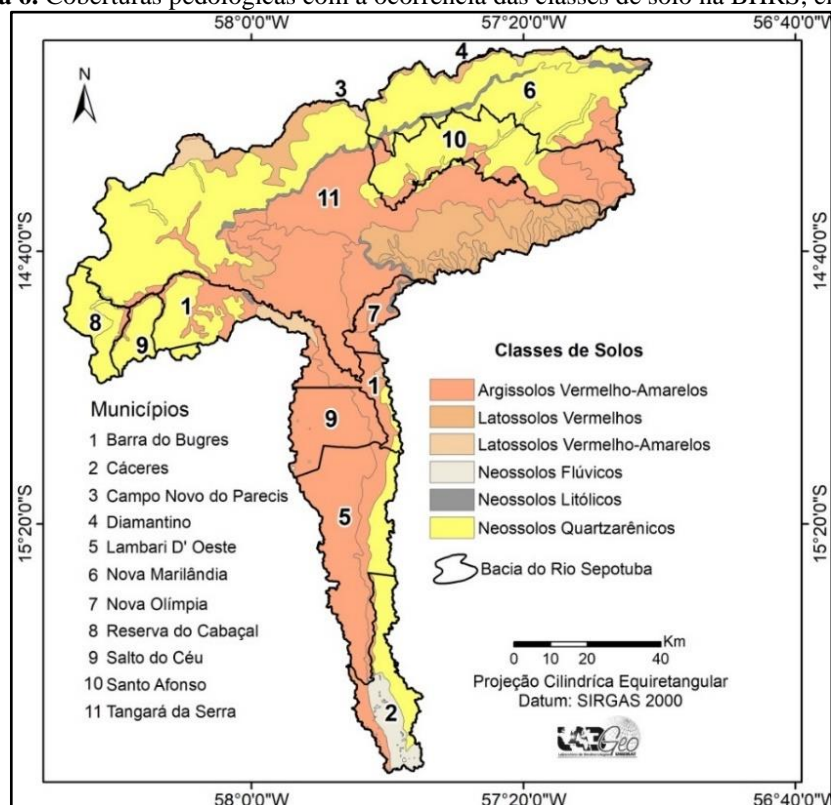 6. Coberturas pedológicas com a ocorrência das classes de solo na BHRS,
58°0'0"W 57°20'0"W 56°40'0"W
N
4
3
6
10
11
14°40'0"S 14°40'0"S
7
8
1
9
Classes de Solos
1
Argissolos Vermelho-Amarelos
Latossolos Vermelhos
9
Latossolos Vermelho-Amarelos
Neossolos Flúvicos
Neossolos Litólicos
Neossolos Quartzarênicos
5
15°20'0"S 15°20'0"S
Bacia do Rio Sepotuba
Municípios
1 Barra do Bugres
2 Cáceres
3 Campo Novo do Parecis
4 Diamantino
5 Lambari D' Oeste
6 Nova Marilândia
7 Nova Olímpia
8 Reserva do Cabaçal
9 Salto do Céu
10 Santo Afonso
11 Tangará da Serra
2
Km
0 10 20 40
Projeção Cilindríca Equiretangular
Datum: SIRGAS 2000
Geo
58°0'0"W 57°20'0"W 56°40'0"W